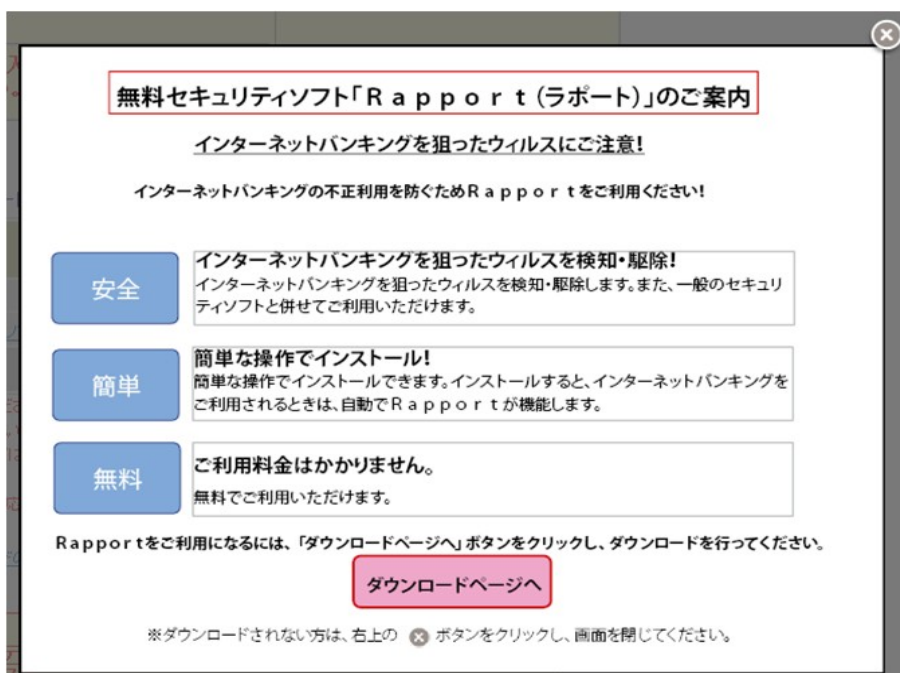 無料セキュリティソフト「Ｒａｐｐｏｒｔ（ラポート）」のご案内
インターネットバンキングを狙ったウィルスにご注意！
インターネットバンキングの不正利用を防ぐためＲａｐｐｏｒｔをご利用ください！
安全
インターネットバンキングを狙ったウィルスを検知・駆除！
インターネットバンキングを狙ったウィルスを検知・駆除します。また、一般のセキュリ
ティソフトと併せてご利用いただけます。
簡単
簡単な操作でインストール！
簡単な操作でインストールできます。インストールすると、インターネットバンキングを
ご利用されるときは、自動でＲａｐｐｏｒｔが機能します。
無料
ご利用料金はかかりません。
無料でご利用いただけます。
Ｒａｐｐｏｒｔをご利用になるには、「ダウンロードページへ」ボタンをクリックし、ダウンロードを行ってください。
ダウンロードページへ
※ダウンロードされない方は、右上の ボタンをクリックし、画面を閉じてください。